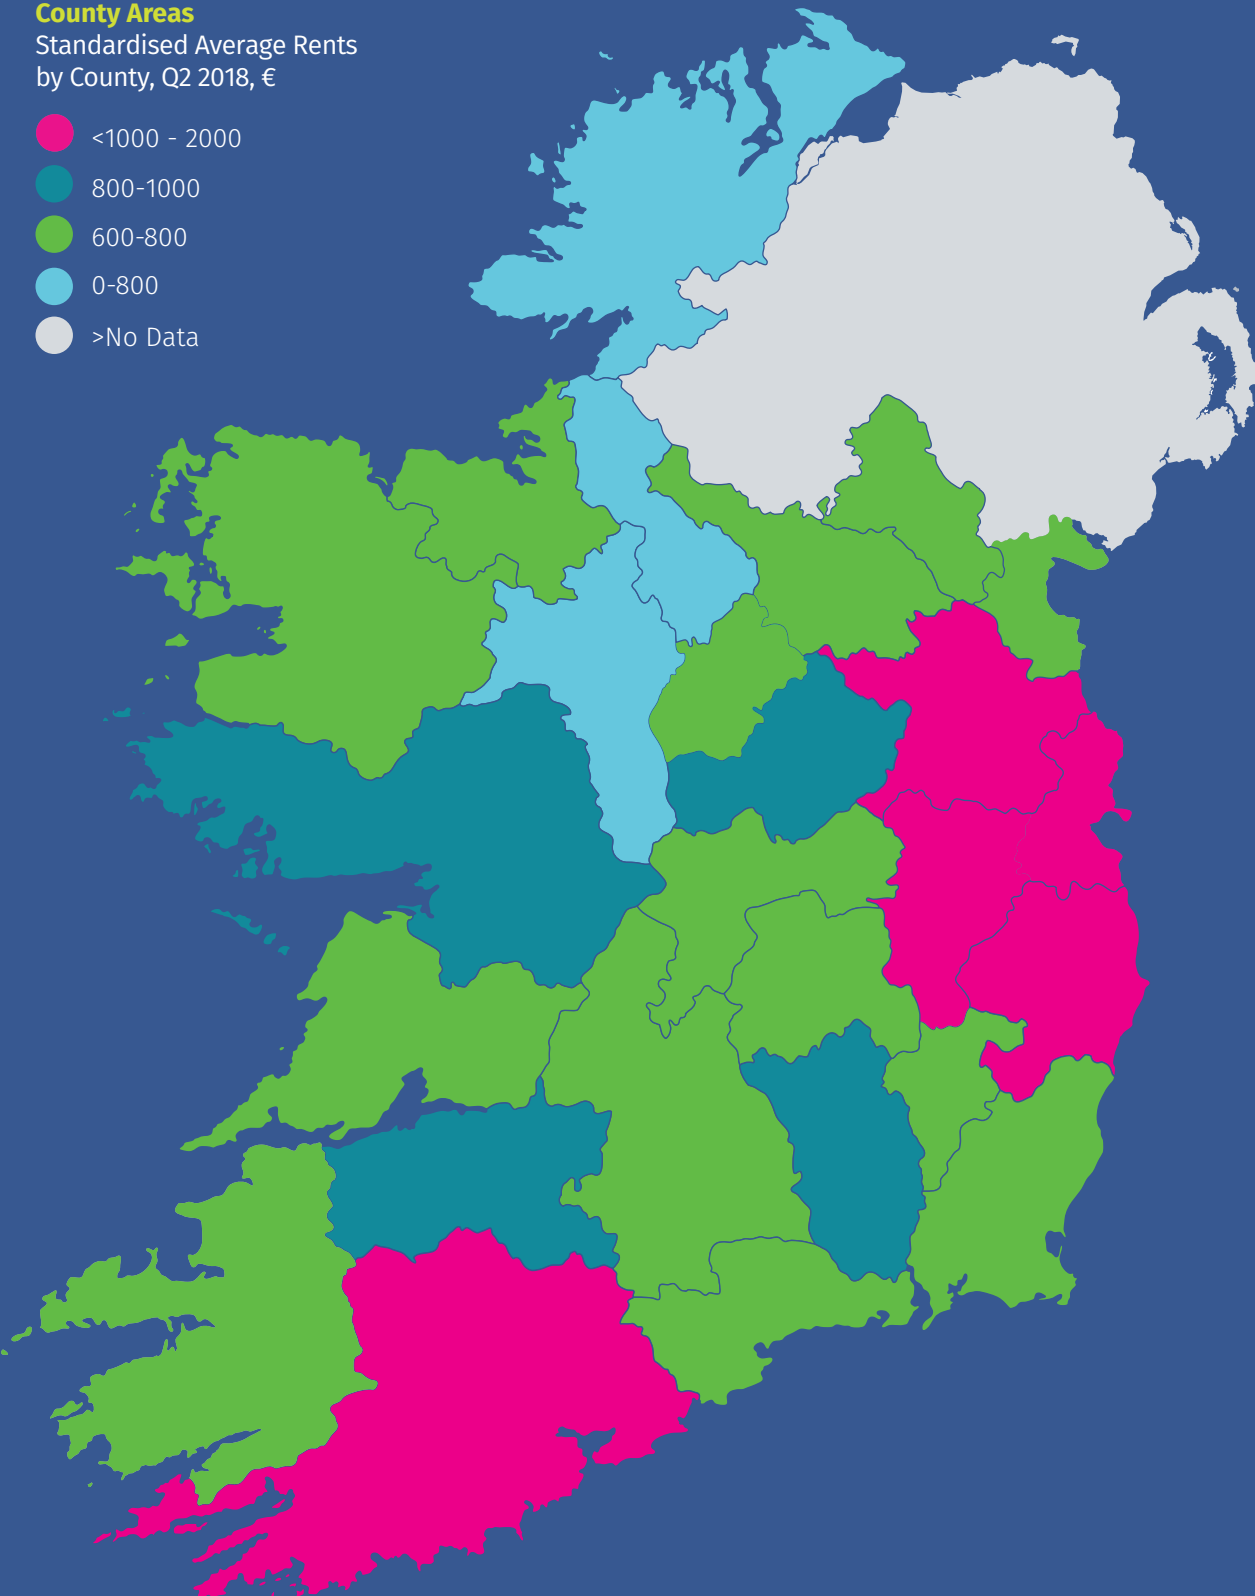 County Areas
Standardised Average Rents
by County, Q2 2018, €
<1000 - 2000
800-1000
600-800
0-800
>No Data